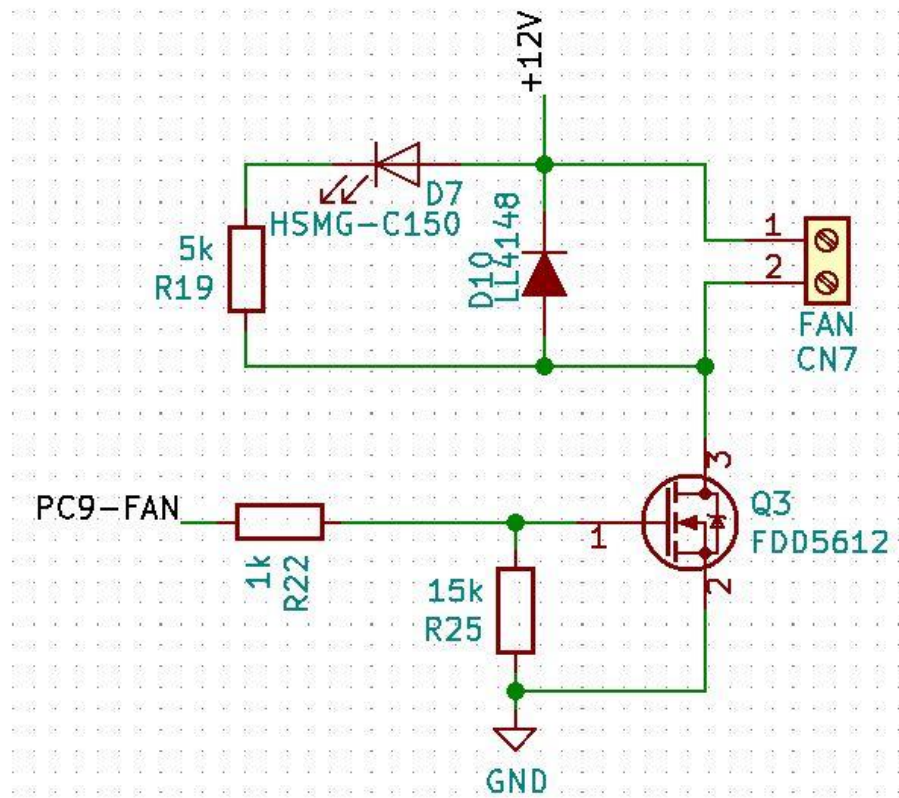 +12V
D7
HSMG-C150
5k
R19
D10
LL4148
1
2
FAN
CN7
PC9-FAN
1k
R22
15k
R25
1
3
2
Q3
FDD5612
GND